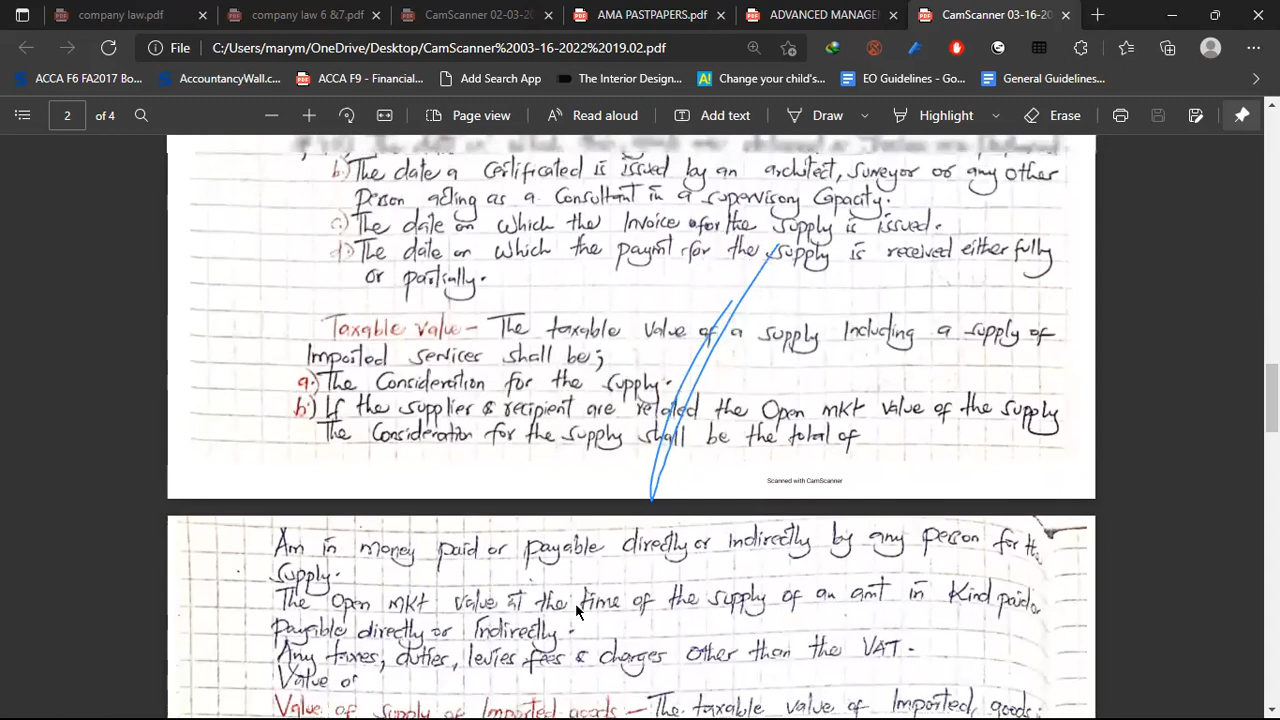 company law.pdf
company law 6 &7.pdf
CamScanner 02-03-20
AMA PASTPAPERS.pdf
ADVANCED MANAGE
CamScanner 03-16-20
File
C:/Users/marym/OneDrive/Desktop/CamScanner%2003-16-2022%2019.02.pdf
ACCA F6 FA2017 Bo...
AccountancyWall.c...
ACCA F9 - Financial...
Add Search App
The Interior Design...
Change your child's...
EO Guidelines - Go...
General Guidelines...
2 of 4
Page view
Read aloud
Add text
Draw
Highlight
Erase
b.) The date a Certificated is issued by an architect, Surveyor or any other
Person acting as a Consultant in a supervisory Capacity.
c) The date on which the Invoice for the supply is issued.
d) The date on which the paymt for the supply is received either fully
or partially.
Taxable value - The taxable value of a supply Including a supply of
Imported services shall be;
a.) The Consideration for the supply.
b.) If the supplier & recipient are related the Open mkt value of the supply
The Consideration for the supply shall be the total of
Scanned with CamScanner
Am in money paid or payable directly or indirectly by any person for
supply.
The Open mkt value at the time of the supply of an amt in Kind paid
Payable directly or Indirectly.
Any taxes, duties, levies, fees & charges other than the VAT.
Value of
Value of supply of Imported goods - The taxable value of Imported goods: